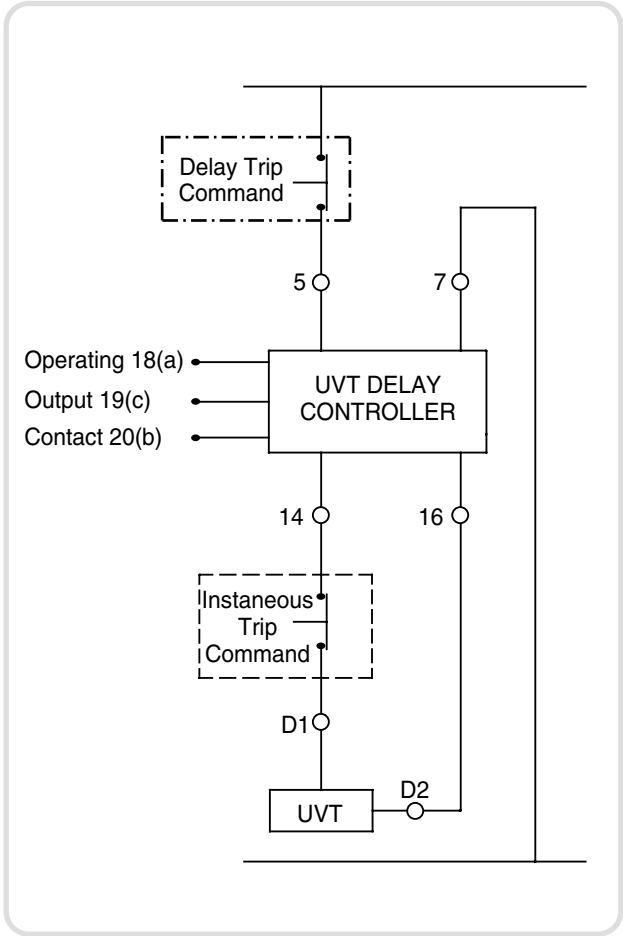 Delay Trip
Command
5
7
Operating 18(a)
Output 19(c)
Contact 20(b)
UVT DELAY
CONTROLLER
14
16
Instaneous
Trip
Command
D1
D2
UVT